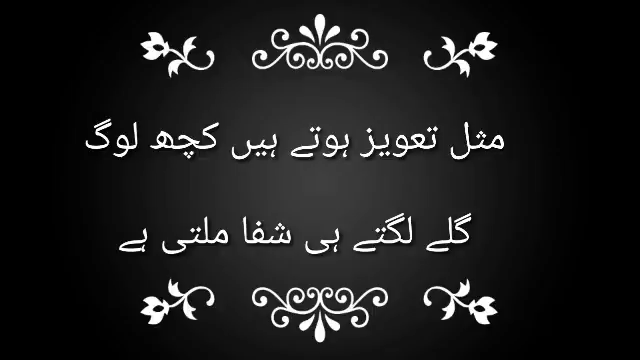 مثل تعویز ہوتے ہیں کچھ لوگ
گلے لگتے ہی شفا ملتی ہے